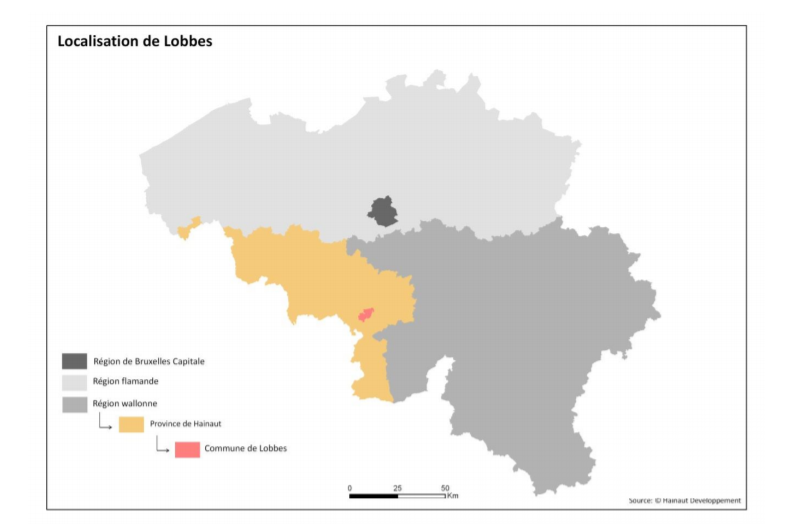 Localisation de Lobbes
Région de Bruxelles Capitale
Région flamande
Région wallonne
Province de Hainaut
Commune de Lobbes
0 25 50
Km
Source: © Hainaut Developpement